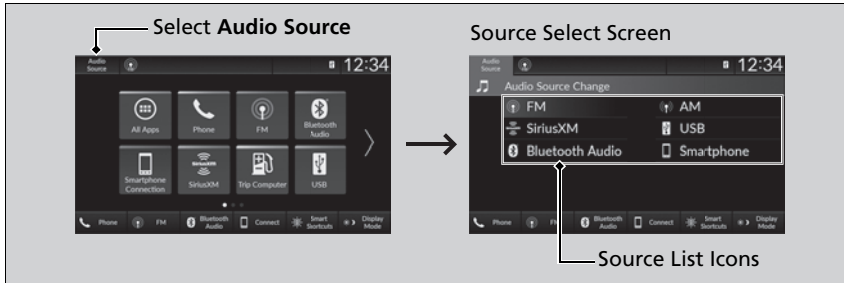 Select Audio Source
Source Select Screen
Audio
Source
12:34
All Apps
Phone
FM
Bluetooth
Audio
Smartphone
Connection
SiriusXM
Trip Computer
USB
Phone
FM
Bluetooth
Audio
Connect
Smart
Shortcuts
Display
Mode
Audio
Source
12:34
Audio Source Change
FM
AM
SiriusXM
USB
Bluetooth Audio
Smartphone
Phone
FM
Bluetooth
Audio
Connect
Smart
Shortcuts
Display
Mode
Source List Icons